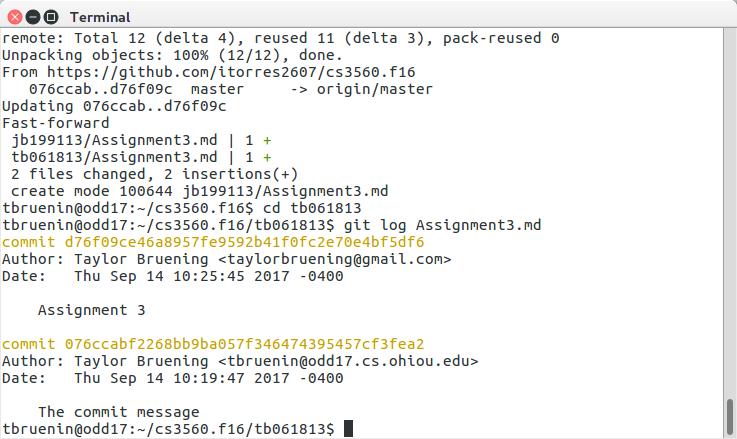 Terminal
remote: Total 12 (delta 4), reused 11 (delta 3), pack-reused 0
Unpacking objects: 100% (12/12), done.
From https://github.com/itorres2607/cs3560.f16
   076ccab..d76f09c  master     -> origin/master
Updating 076ccab..d76f09c
Fast-forward
 jb199113/Assignment3.md | 1 +
 tb061813/Assignment3.md | 1 +
 2 files changed, 2 insertions(+)
 create mode 100644 jb199113/Assignment3.md
tbruenin@odd17:~/cs3560.f16$ cd tb061813
tbruenin@odd17:~/cs3560.f16/tb061813$ git log Assignment3.md
commit d76f09ce46a8957fe9592b41f0fc2e70e4bf5df6
Author: Taylor Bruening <taylorbruening@gmail.com>
Date:   Thu Sep 14 10:25:45 2017 -0400

    Assignment 3

commit 076ccabf2268bb9ba057f346474395457cf3fea2
Author: Taylor Bruening <tbruenin@odd17.cs.ohiou.edu>
Date:   Thu Sep 14 10:19:47 2017 -0400

    The commit message
tbruenin@odd17:~/cs3560.f16/tb061813$